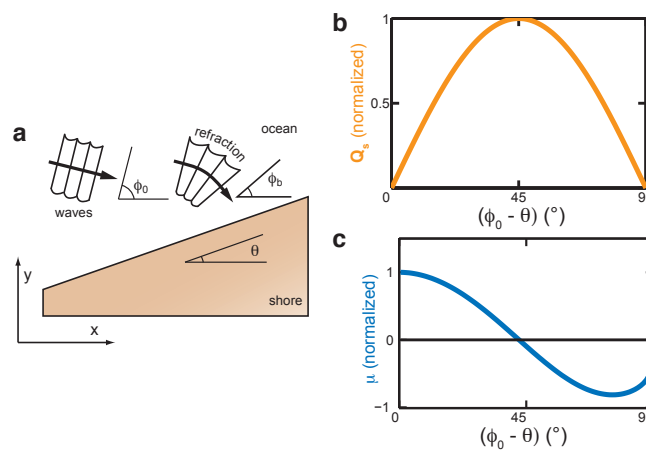 a
waves
ϕ₀
refraction
ocean
ϕb
θ
shore
y
x
b
Qs (normalized)
1
0.5
0
45
9
(ϕ₀ - θ) (°)
c
μ (normalized)
1
0
−1
0
45
9
(ϕ₀ - θ) (°)